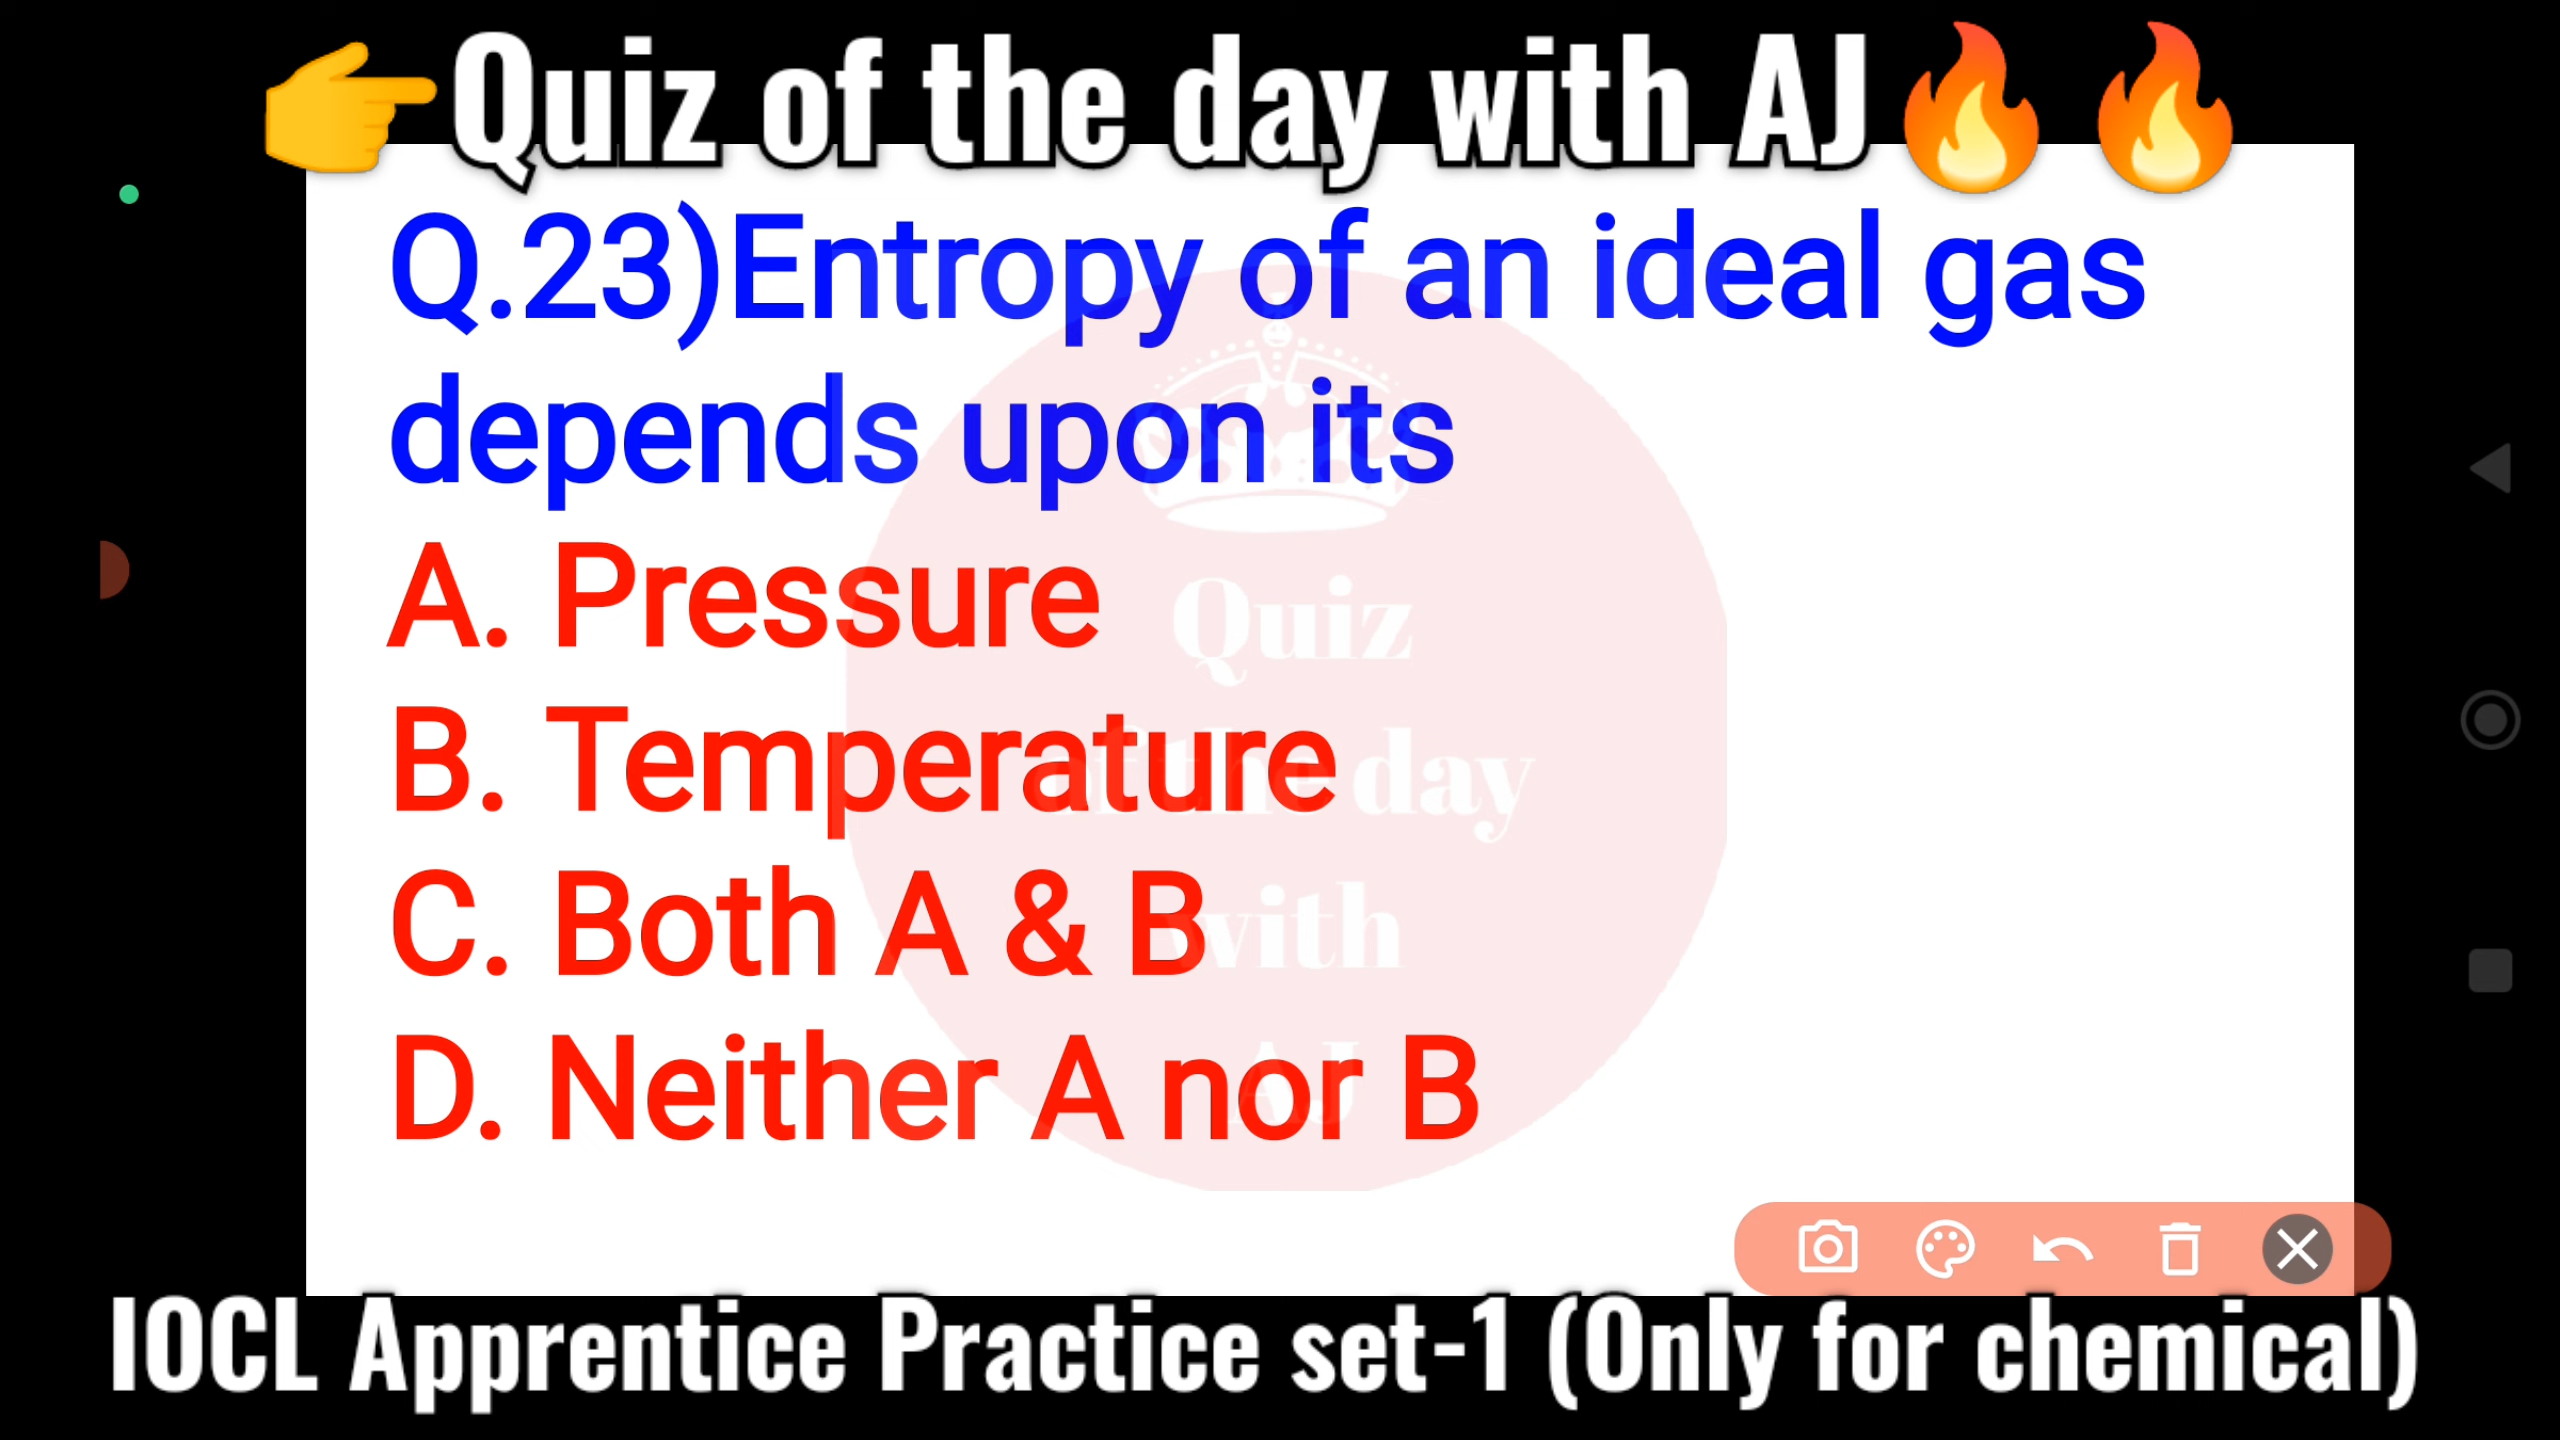 👉Quiz of the day with AJ🔥🔥
Q.23)Entropy of an ideal gas
depends upon its
A. Pressure
B. Temperature
C. Both A & B
D. Neither A nor B
Quiz
of the day
with
AJ
IOCL Apprentice Practice set-1 (Only for chemical)